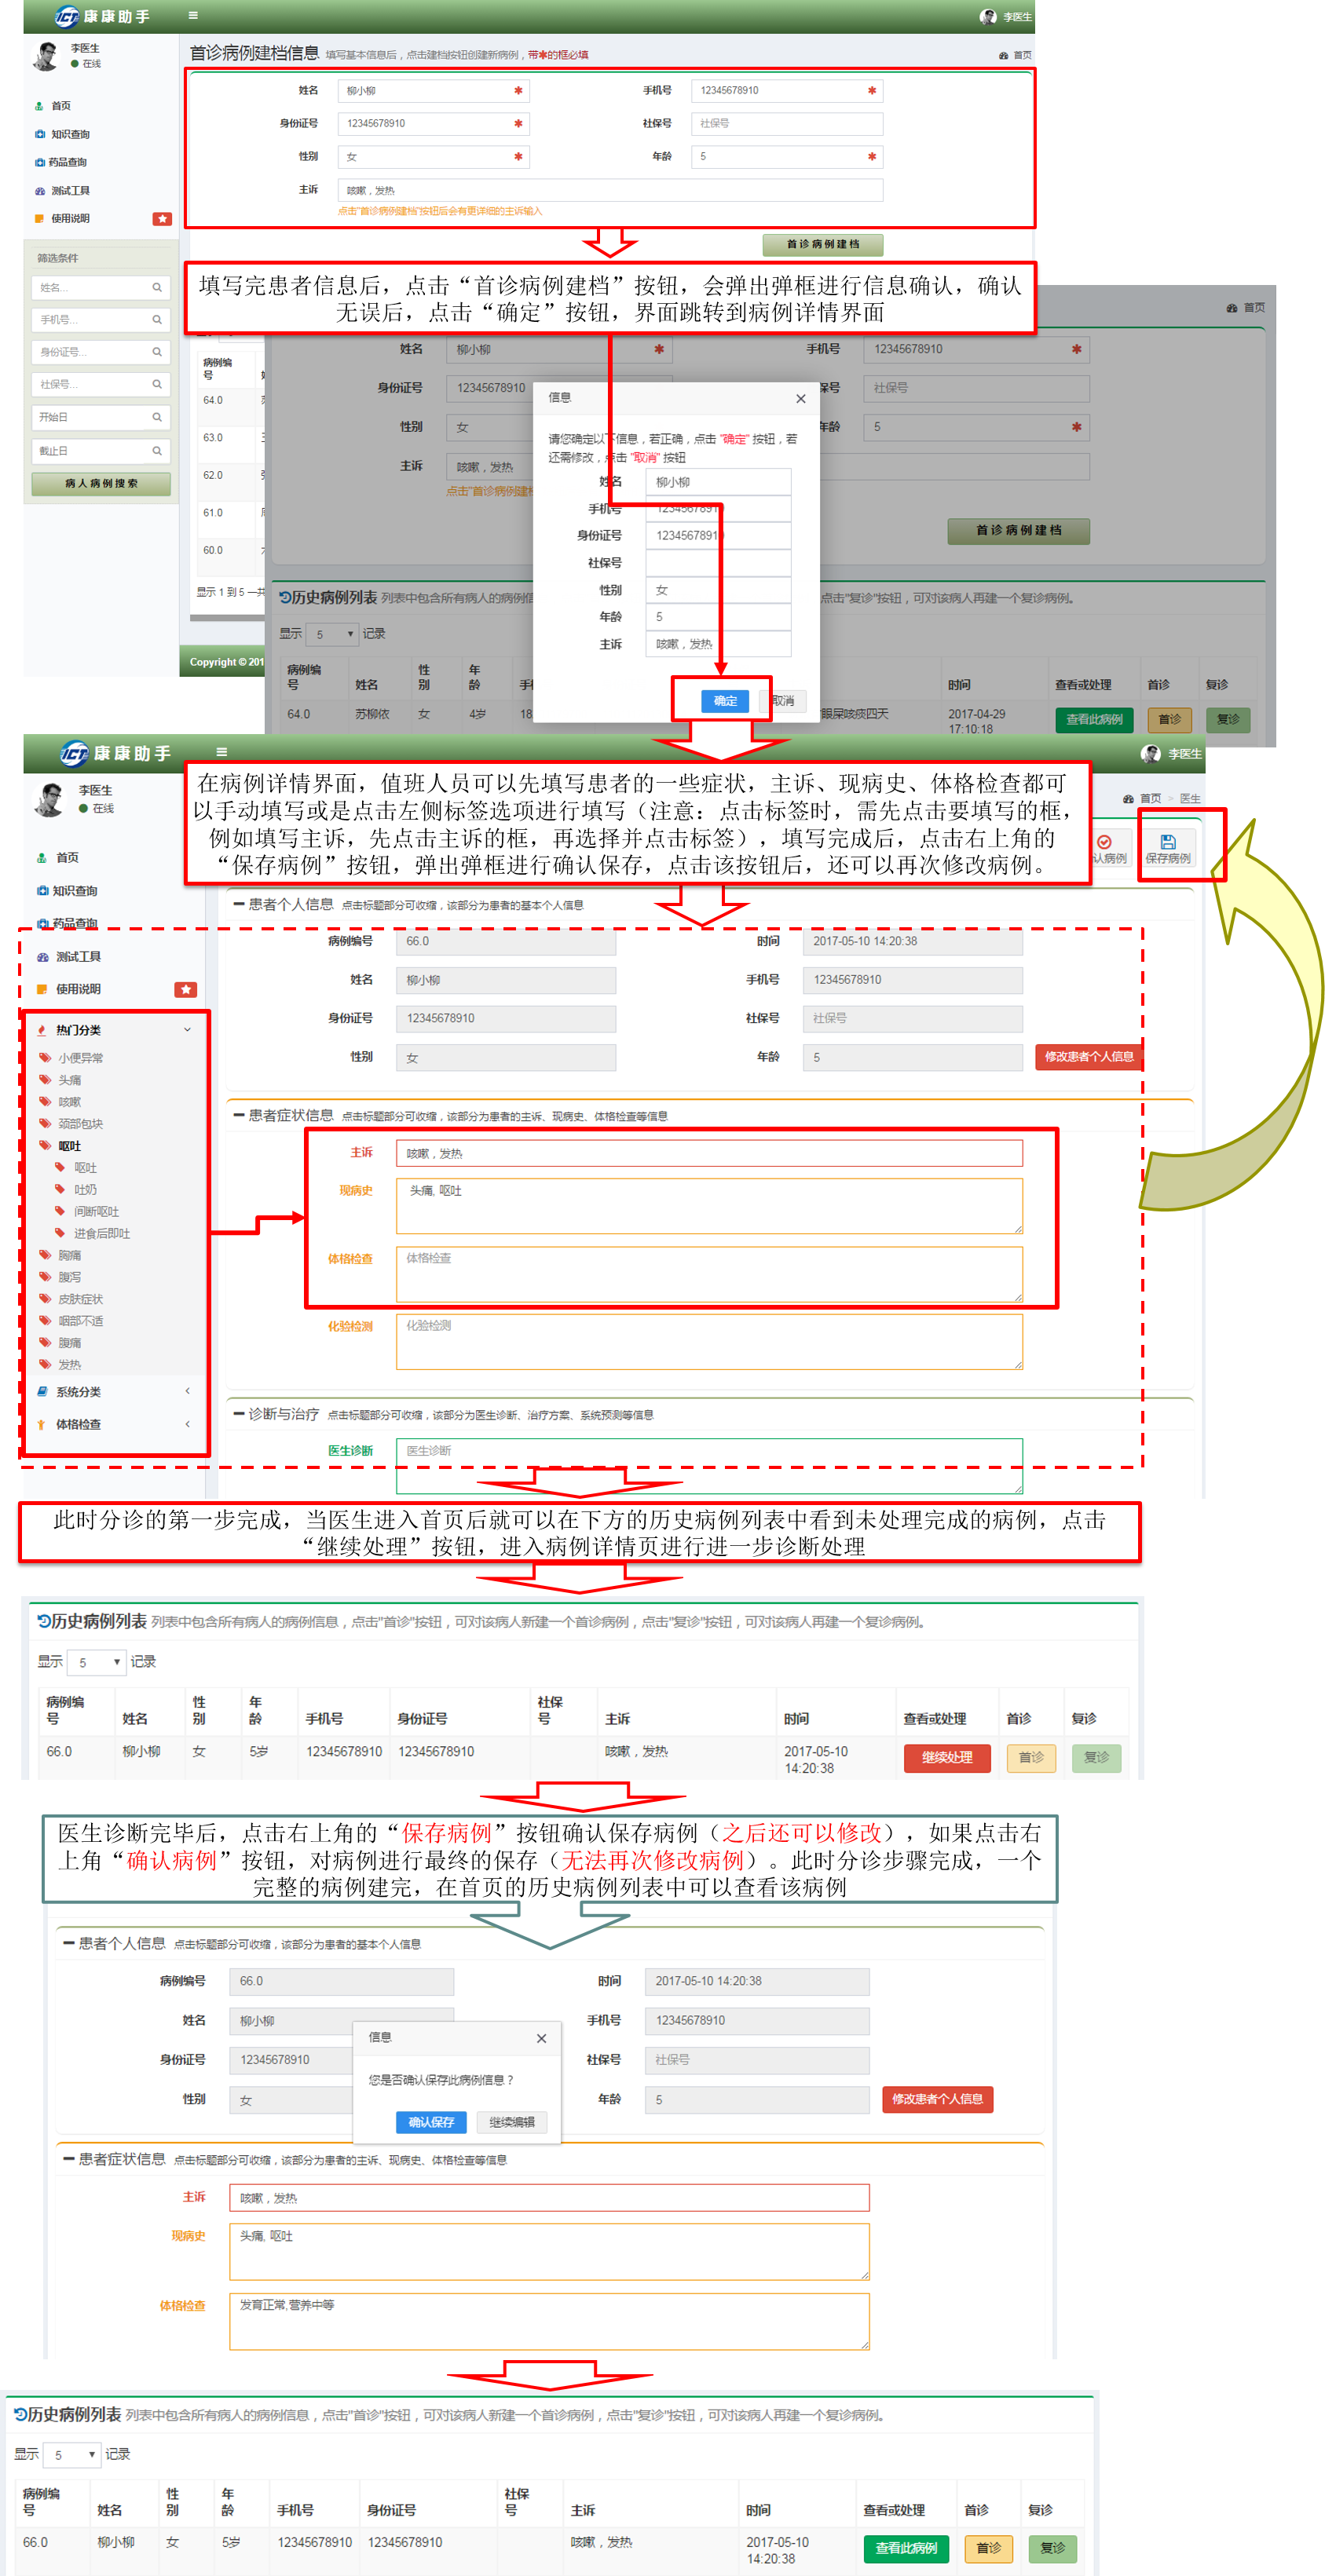 康康助手
李医生
李医生
在线
首诊病例建档信息 填写基本信息后，点击建档按钮创建新病例，带✱的框必填
首页
姓名 柳小柳 ✱ 手机号 12345678910 ✱
身份证号 12345678910 ✱ 社保号 社保号
性别 女 ✱ 年龄 5 ✱
主诉 咳嗽，发热
点击"首诊病例建档"按钮后会有更详细的主诉输入
首诊病例建档
首页
知识查询
药品查询
测试工具
使用说明
筛选条件
姓名...
手机号...
身份证号...
社保号...
开始日
截止日
病人病例搜索
填写完患者信息后，点击“首诊病例建档”按钮，会弹出弹框进行信息确认，确认
无误后，点击“确定”按钮，界面跳转到病例详情界面
病例编
号
64.0
63.0
62.0
61.0
60.0
显示 1 到 5 一共
Copyright © 201
首页
姓名 柳小柳 ✱ 手机号 12345678910 ✱
身份证号 12345678910 保号 社保号
性别 女 年龄 5 ✱
主诉 咳嗽，发热
点击"首诊病例建档
首诊病例建档
信息
请您确定以下信息，若正确，点击 "确定" 按钮，若
还需修改，点击 "取消" 按钮
姓名 柳小柳
手机号 12345678910
身份证号 12345678910
社保号
性别 女
年龄 5
主诉 咳嗽，发热
确定 取消
历史病例列表 列表中包含所有病人的病例信 点击"复诊"按钮，可对该病人再建一个复诊病例。
显示 5 记录
病例编
号 姓名 性
别 年
龄 手 时间 查看或处理 首诊 复诊
64.0 苏柳依 女 4岁 18 眼屎咳痰四天 2017-04-29
17:10:18 查看此病例 首诊 复诊
康康助手
李医生
李医生
在线
首页 > 医生
认病例 保存病例
在病例详情界面，值班人员可以先填写患者的一些症状，主诉、现病史、体格检查都可
以手动填写或是点击左侧标签选项进行填写（注意：点击标签时，需先点击要填写的框，
例如填写主诉，先点击主诉的框，再选择并点击标签），填写完成后，点击右上角的
“保存病例”按钮，弹出弹框进行确认保存，点击该按钮后，还可以再次修改病例。
首页
知识查询
药品查询
测试工具
使用说明
热门分类
小便异常
头痛
咳嗽
颈部包块
呕吐
呕吐
吐奶
间断呕吐
进食后即吐
胸痛
腹泻
皮肤症状
咽部不适
腹痛
发热
系统分类
体格检查
患者个人信息 点击标题部分可收缩，该部分为患者的基本个人信息
病例编号 66.0 时间 2017-05-10 14:20:38
姓名 柳小柳 手机号 12345678910
身份证号 12345678910 社保号 社保号
性别 女 年龄 5 修改患者个人信息
患者症状信息 点击标题部分可收缩，该部分为患者的主诉、现病史、体格检查等信息
主诉 咳嗽，发热
现病史 头痛, 呕吐
体格检查 体格检查
化验检测 化验检测
诊断与治疗 点击标题部分可收缩，该部分为医生诊断、治疗方案、系统预测等信息
医生诊断 医生诊断
此时分诊的第一步完成，当医生进入首页后就可以在下方的历史病例列表中看到未处理完成的病例，点击
“继续处理”按钮，进入病例详情页进行进一步诊断处理
历史病例列表 列表中包含所有病人的病例信息，点击"首诊"按钮，可对该病人新建一个首诊病例，点击"复诊"按钮，可对该病人再建一个复诊病例。
显示 5 记录
病例编
号 姓名 性
别 年
龄 手机号 身份证号 社保
号 主诉 时间 查看或处理 首诊 复诊
66.0 柳小柳 女 5岁 12345678910 12345678910 咳嗽，发热 2017-05-10
14:20:38 继续处理 首诊 复诊
医生诊断完毕后，点击右上角的“保存病例”按钮确认保存病例（之后还可以修改），如果点击右
上角“确认病例”按钮，对病例进行最终的保存（无法再次修改病例）。此时分诊步骤完成，一个
完整的病例建完，在首页的历史病例列表中可以查看该病例
患者个人信息 点击标题部分可收缩，该部分为患者的基本个人信息
病例编号 66.0 时间 2017-05-10 14:20:38
姓名 柳小柳 手机号 12345678910
身份证号 12345678910 社保号 社保号
性别 女 年龄 5 修改患者个人信息
信息
您是否确认保存此病例信息？
确认保存 继续编辑
患者症状信息 点击标题部分可收缩，该部分为患者的主诉、现病史、体格检查等信息
主诉 咳嗽，发热
现病史 头痛, 呕吐
体格检查 发育正常,营养中等
历史病例列表 列表中包含所有病人的病例信息，点击"首诊"按钮，可对该病人新建一个首诊病例，点击"复诊"按钮，可对该病人再建一个复诊病例。
显示 5 记录
病例编
号 姓名 性
别 年
龄 手机号 身份证号 社保
号 主诉 时间 查看或处理 首诊 复诊
66.0 柳小柳 女 5岁 12345678910 12345678910 咳嗽，发热 2017-05-10
14:20:38 查看此病例 首诊 复诊